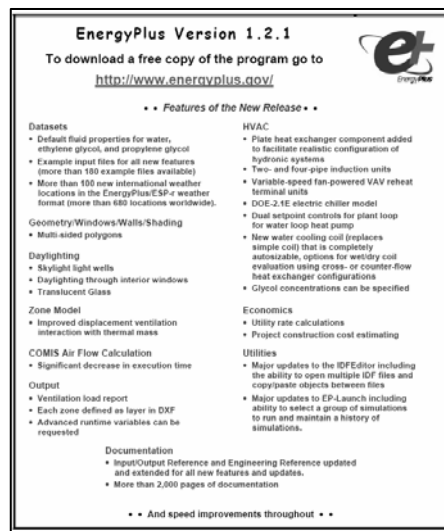 EnergyPlus Version 1.2.1
To download a free copy of the program go to
http://www.energyplus.gov/
e+
EnergyPlus
• • Features of the New Release • •
Datasets
• Default fluid properties for water,
ethylene glycol, and propylene glycol
• Example input files for all new features
(more than 180 example files available)
• More than 100 new international weather
locations in the EnergyPlus/ESP-r weather
format (more than 680 locations worldwide).
Geometry/Windows/Walls/Shading
• Multi-sided polygons
Daylighting
• Skylight light wells
• Daylighting through interior windows
• Translucent Glass
Zone Model
• Improved displacement ventilation
interaction with thermal mass
COMIS Air Flow Calculation
• Significant decrease in execution time
Output
• Ventilation load report
• Each zone defined as layer in DXF
• Advanced runtime variables can be
requested
HVAC
• Plate heat exchanger component added
to facilitate realistic configuration of
hydronic systems
• Two- and four-pipe induction units
• Variable-speed fan-powered VAV reheat
terminal units
• DOE-2.1E electric chiller model
• Dual setpoint controls for plant loop
for water loop heat pump
• New water cooling coil (replaces
simple coil) that is completely
autosizable, options for wet/dry coil
evaluation using cross- or counter-flow
heat exchanger configurations
• Glycol concentrations can be specified
Economics
• Utility rate calculations
• Project construction cost estimating
Utilities
• Major updates to the IDFEditor including
the ability to open multiple IDF files and
copy/paste objects between files
• Major updates to EP-Launch including
ability to select a group of simulations
to run and maintain a history of
simulations.
Documentation
• Input/Output Reference and Engineering Reference updated
and extended for all new features and updates.
• More than 2,000 pages of documentation
• • And speed improvements throughout • •